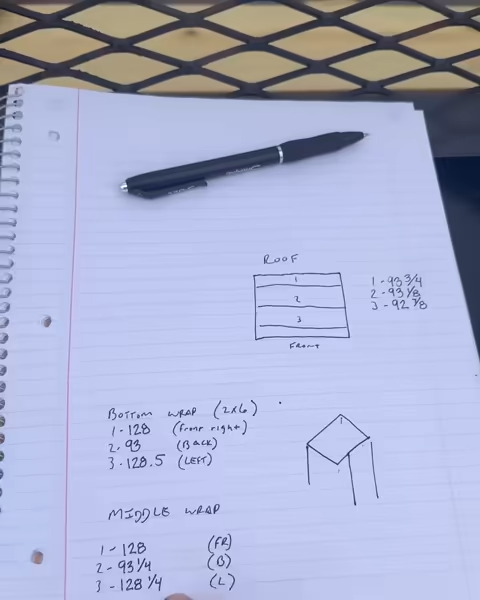 ROOF
1
2
3
FRONT
1 - 93 3/4
2 - 93 1/8
3 - 92 7/8
BOTTOM WRAP (2x6)
1 - 128 (front right)
2 - 93 (BACK)
3 - 128.5 (LEFT)
MIDDLE WRAP
1 - 128 (FR)
2 - 93 1/4 (B)
3 - 128 1/4 (L)